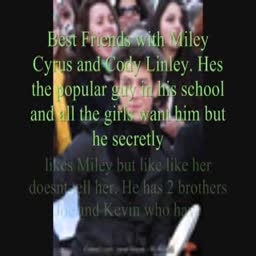 Best Friends with Miley
Cyrus and Cody Linley. Hes
the popular guy in his school
and all the girls want him but
he secretly
likes Miley but like like her
doesnt tell her. He has 2 brothers
and Kevin who have